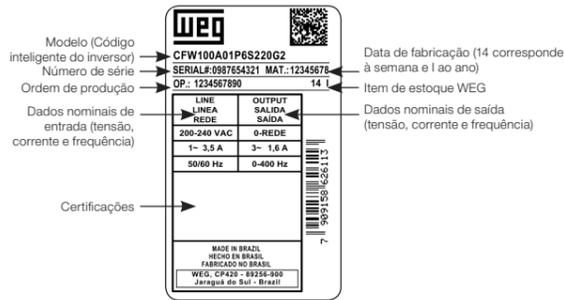 Modelo (Código
inteligente do inversor)
Número de série
Ordem de produção
Dados nominais de
entrada (tensão,
corrente e frequência)
Certificações
WEG
CFW100A01P6S220G2
SERIAL#:0987654321 MAT.:12345678
OP.: 1234567890 14 I
LINE
LINEA
REDE
OUTPUT
SALIDA
SAÍDA
200-240 VAC
0-REDE
1~ 3,5 A
3~ 1,6 A
50/60 Hz
0-400 Hz
7 909158 626113
MADE IN BRAZIL
HECHO EN BRASIL
FABRICADO NO BRASIL
WEG, CP420 - 89256-900
Jaraguá do Sul - Brazil
Data de fabricação (14 corresponde
à semana e I ao ano)
Item de estoque WEG
Dados nominais de saída
(tensão, corrente e frequência)